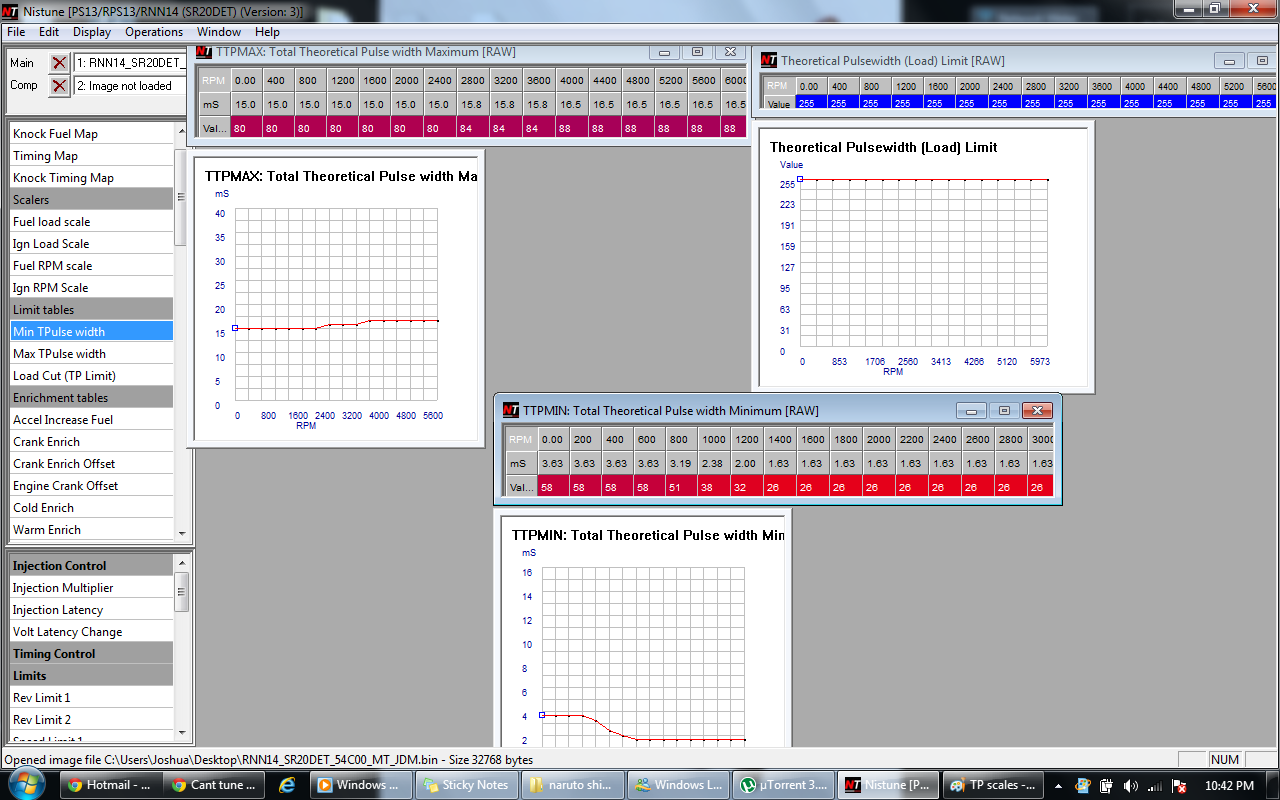 Nistune [PS13/RPS13/RNN14 (SR20DET) (Version: 3)]
File Edit Display Operations Window Help
Main 1: RNN14_SR20DET_
Comp 2: Image not loaded
Knock Fuel Map
Timing Map
Knock Timing Map
Scalers
Fuel load scale
Ign Load Scale
Fuel RPM scale
Ign RPM Scale
Limit tables
Min TPulse width
Max TPulse width
Load Cut (TP Limit)
Enrichment tables
Accel Increase Fuel
Crank Enrich
Crank Enrich Offset
Engine Crank Offset
Cold Enrich
Warm Enrich
Injection Control
Injection Multiplier
Injection Latency
Volt Latency Change
Timing Control
Limits
Rev Limit 1
Rev Limit 2
Speed Limit 1
NT TTPMAX: Total Theoretical Pulse width Maximum [RAW]
RPM 0.00 400 800 1200 1600 2000 2400 2800 3200 3600 4000 4400 4800 5200 5600 6000
mS 15.0 15.0 15.0 15.0 15.0 15.0 15.0 15.8 15.8 15.8 16.5 16.5 16.5 16.5 16.5 16.5
Val... 80 80 80 80 80 80 80 84 84 84 88 88 88 88 88 88
TTPMAX: Total Theoretical Pulse width Ma
mS
40
35
30
25
20
15
10
5
0
0 800 1600 2400 3200 4000 4800 5600
RPM
NT Theoretical Pulsewidth (Load) Limit [RAW]
RPM 0.00 400 800 1200 1600 2000 2400 2800 3200 3600 4000 4400 4800 5200 5600
Value 255 255 255 255 255 255 255 255 255 255 255 255 255 255 255
Theoretical Pulsewidth (Load) Limit
Value
255
223
191
159
127
95
63
31
0
0 853 1706 2560 3413 4266 5120 5973
RPM
NT TTPMIN: Total Theoretical Pulse width Minimum [RAW]
RPM 0.00 200 400 600 800 1000 1200 1400 1600 1800 2000 2200 2400 2600 2800 3000
mS 3.63 3.63 3.63 3.63 3.19 2.38 2.00 1.63 1.63 1.63 1.63 1.63 1.63 1.63 1.63 1.63
Val... 58 58 58 58 51 38 32 26 26 26 26 26 26 26 26 26
TTPMIN: Total Theoretical Pulse width Min
mS
16
14
12
10
8
6
4
2
Opened image file C:\Users\Joshua\Desktop\RNN14_SR20DET_54C00_MT_JDM.bin - Size 32768 bytes NUM
Hotmail - ... Cant tune ... Windows ... Sticky Notes naruto shi... Windows L... µTorrent 3.... Nistune [P... TP scales - ... 10:42 PM